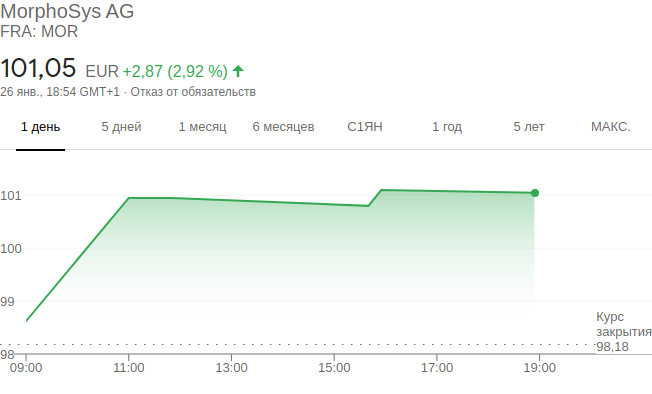 MorphoSys AG
FRA: MOR
101,05 EUR +2,87 (2,92 %)
26 янв., 18:54 GMT+1 · Отказ от обязательств
1 день 5 дней 1 месяц 6 месяцев С1ЯН 1 год 5 лет МАКС.
101
100
99
Курс
закрытия
98,18
98
09:00 11:00 13:00 15:00 17:00 19:00